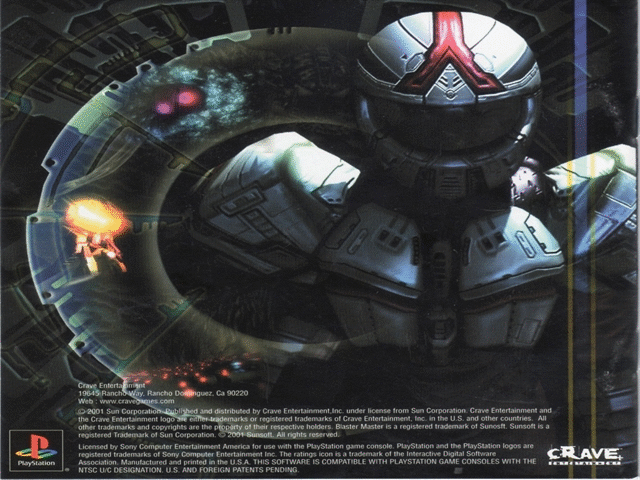 Crave Entertainment
19645 Rancho Way, Rancho Dominguez, Ca 90220
Web : www.cravegames.com
© 2001 Sun Corporation. Published and distributed by Crave Entertainment,Inc. under license from Sun Corporation. Crave Entertainment and
the Crave Entertainment logo are either trademarks or registered trademarks of Crave Entertainment, Inc. in the U.S. and other countries. All
other trademarks and copyrights are the property of their respective holders. Blaster Master is a registered trademark of Sunosft. Sunsoft is a
registered Trademark of Sun Corporation. © 2001 Sunsoft, All rights reserved.
Licensed by Sony Computer Entertainment America for use with the PlayStation game console. PlayStation and the PlayStation logos are
registered trademarks of Sony Computer Entertainment Inc. The ratings icon is a trademark of the Interactive Digital Software
Association. Manufactured and printed in the U.S.A. THIS SOFTWARE IS COMPATIBLE WITH PLAYSTATION GAME CONSOLES WITH THE
NTSC U/C DESIGNATION. U.S. AND FOREIGN PATENTS PENDING.
PlayStation
CRAVE
ENTERTAINMENT